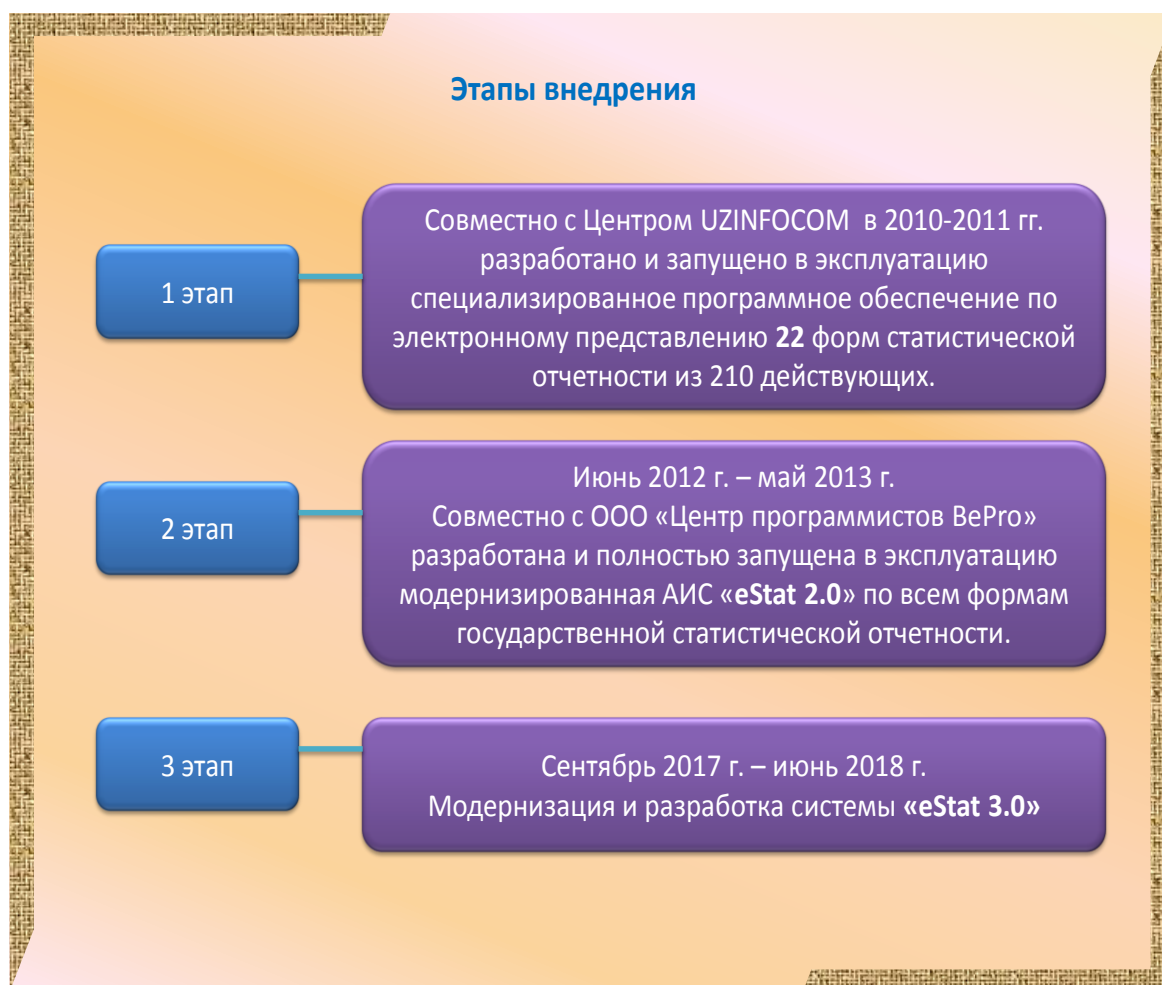 Этапы внедрения
1 этап
Совместно с Центром UZINFOCOM в 2010-2011 гг.
разработано и запущено в эксплуатацию
специализированное программное обеспечение по
электронному представлению 22 форм статистической
отчетности из 210 действующих.
2 этап
Июнь 2012 г. – май 2013 г.
Совместно с ООО «Центр программистов BePro»
разработана и полностью запущена в эксплуатацию
модернизированная АИС «eStat 2.0» по всем формам
государственной статистической отчетности.
3 этап
Сентябрь 2017 г. – июнь 2018 г.
Модернизация и разработка системы «eStat 3.0»